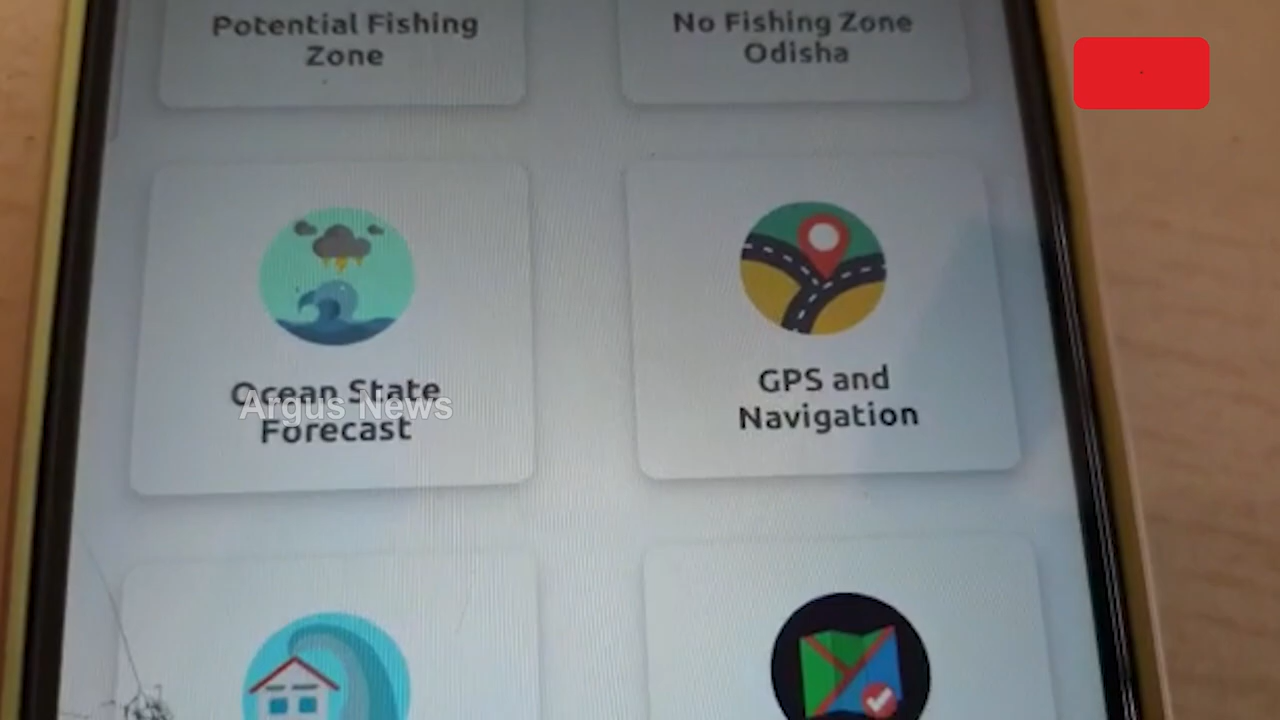 Potential Fishing
Zone
No Fishing Zone
Odisha
Ocean State
Forecast
Argus News
GPS and
Navigation